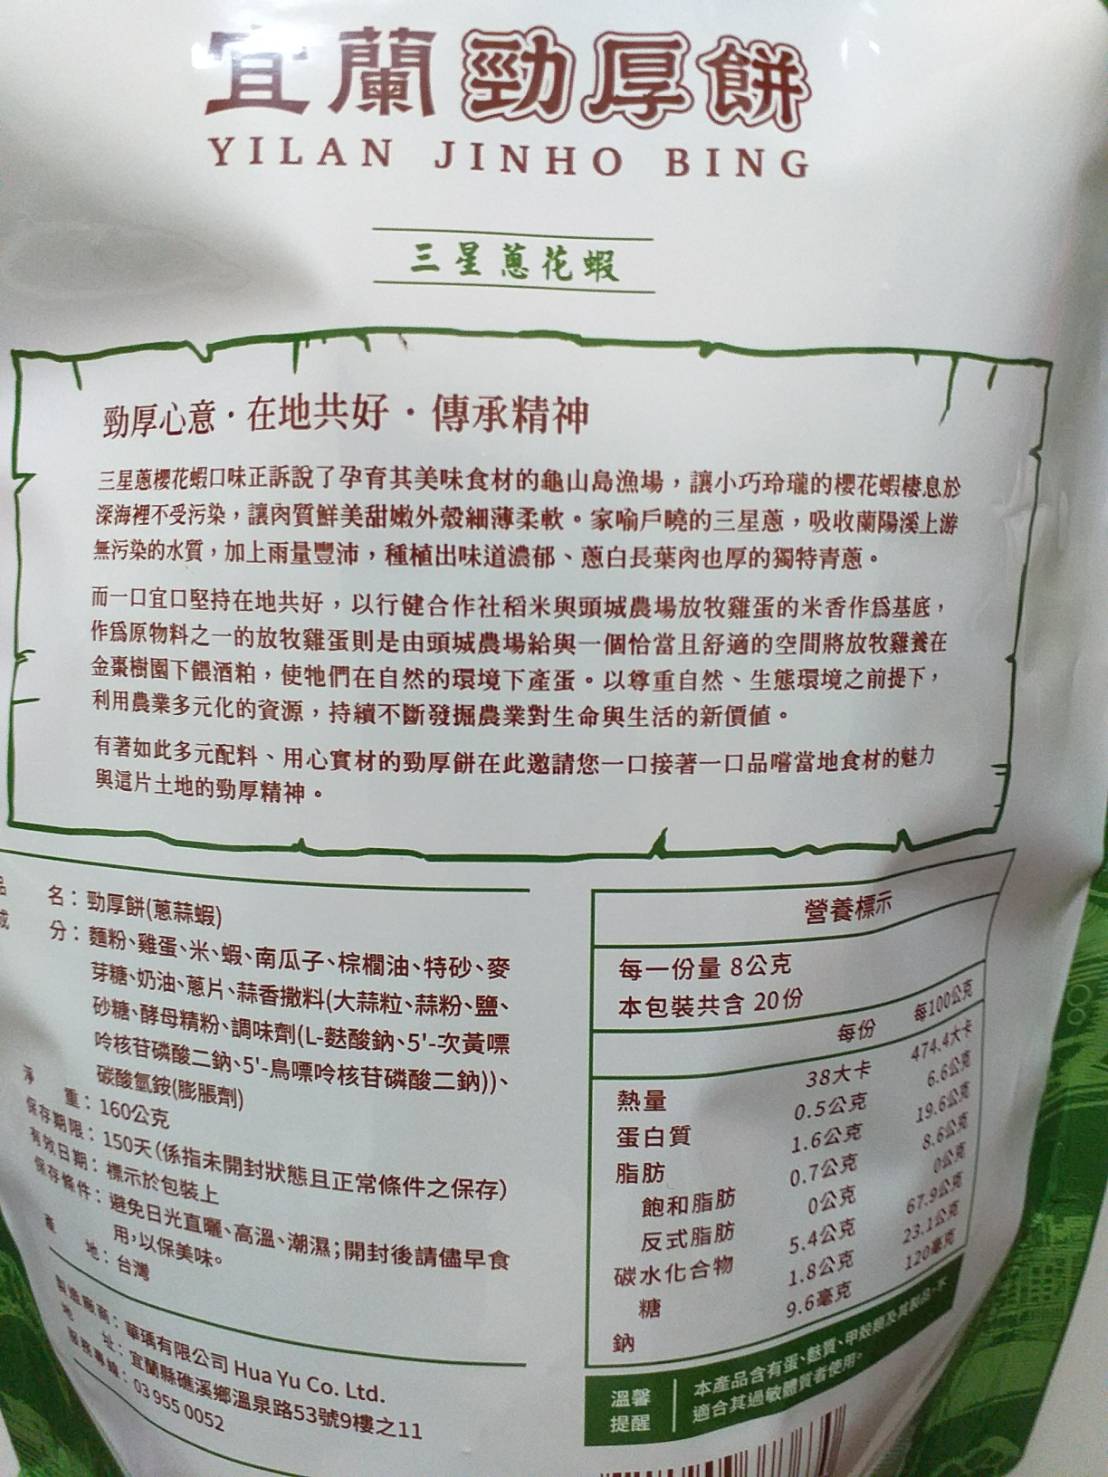 宜蘭勁厚餅
YILAN JINHO BING
三星蔥花蝦
勁厚心意·在地共好·傳承精神
三星蔥櫻花蝦口味正訴說了孕育其美味食材的龜山島漁場，讓小巧玲瓏的櫻花蝦棲息於
深海裡不受污染，讓肉質鮮美甜嫩外殼細薄柔軟。家喻戶曉的三星蔥，吸收蘭陽溪上游
無污染的水質，加上雨量豐沛，種植出味道濃郁、蔥白長葉肉也厚的獨特青蔥。
而一口宜口堅持在地共好，以行健合作社稻米與頭城農場放牧雞蛋的米香作為基底，
作為原物料之一的放牧雞蛋則是由頭城農場給與一個恰當且舒適的空間將放牧雞養在
金棗樹園下餵酒粕，使牠們在自然的環境下產蛋。以尊重自然、生態環境之前提下，
利用農業多元化的資源，持續不斷發掘農業對生命與生活的新價值。
有著如此多元配料、用心實材的勁厚餅在此邀請您一口接著一口品嚐當地食材的魅力
與這片土地的勁厚精神。
品名：勁厚餅(蔥蒜蝦)
成分：麵粉、雞蛋、米、蝦、南瓜子、棕櫚油、特砂、麥
芽糖、奶油、蔥片、蒜香撒料(大蒜粒、蒜粉、鹽、
砂糖、酵母精粉、調味劑(L-麩酸鈉、5'-次黃嘌
呤核苷磷酸二鈉、5'-鳥嘌呤核苷磷酸二鈉))、
碳酸氫銨(膨脹劑)
淨重：160公克
保存期限：150天(係指未開封狀態且正常條件之保存)
有效日期：標示於包裝上
保存條件：避免日光直曬、高溫、潮濕；開封後請儘早食
用，以保美味。
產地：台灣
製造廠商：華瑀有限公司 Hua Yu Co. Ltd.
地址：宜蘭縣礁溪鄉溫泉路53號9樓之11
服務專線：03 955 0052
營養標示
每一份量 8公克
本包裝共含 20份
每份 每100公克
熱量 38大卡 474.4大卡
蛋白質 0.5公克 6.6公克
脂肪 1.6公克 19.6公克
飽和脂肪 0.7公克 8.6公克
反式脂肪 0公克 0公克
碳水化合物 5.4公克 67.9公克
糖 1.8公克 23.1公克
鈉 9.6毫克 120毫克
溫馨
提醒
本產品含有蛋、麩質、甲殼類及其製品，不
適合其過敏體質者使用。